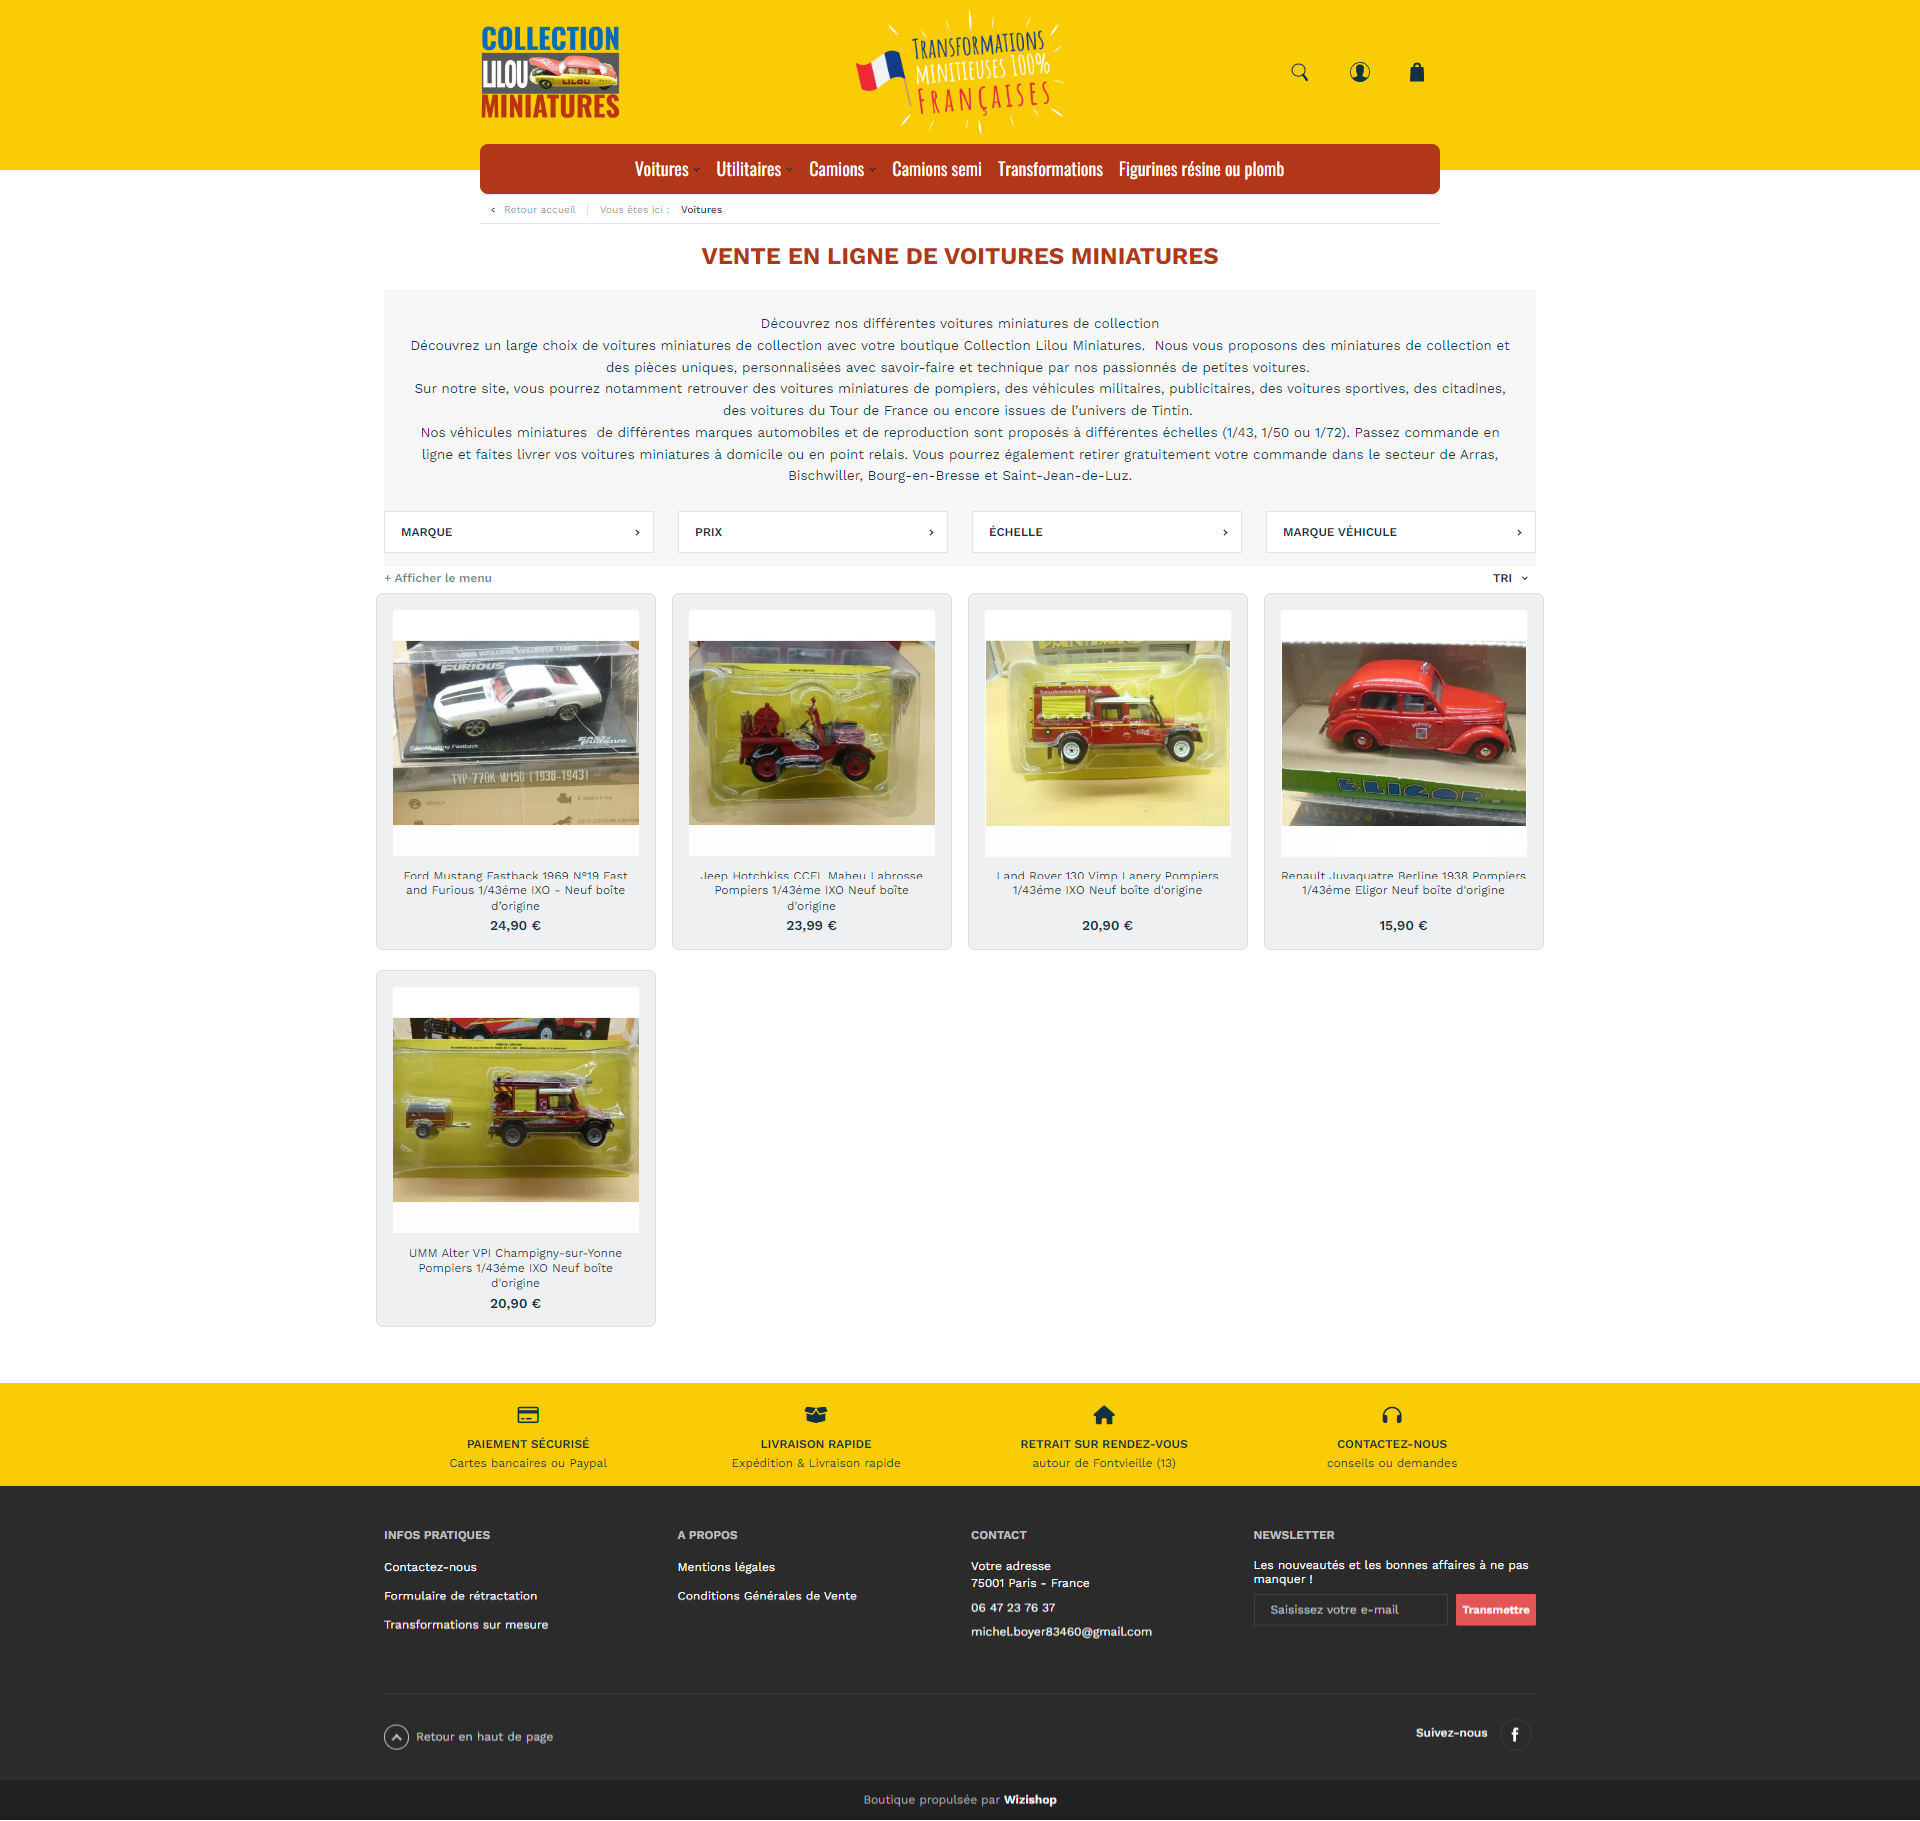 COLLECTION
LILOU
LILOU
MINIATURES
TRANSFORMATIONS
MINITIEUSES 100%
FRANÇAISES
Voitures Utilitaires Camions Camions semi Transformations Figurines résine ou plomb
Retour accueil Vous êtes ici : Voitures
VENTE EN LIGNE DE VOITURES MINIATURES
Découvrez nos différentes voitures miniatures de collection
Découvrez un large choix de voitures miniatures de collection avec votre boutique Collection Lilou Miniatures. Nous vous proposons des miniatures de collection et
des pièces uniques, personnalisées avec savoir-faire et technique par nos passionnés de petites voitures.
Sur notre site, vous pourrez notamment retrouver des voitures miniatures de pompiers, des véhicules militaires, publicitaires, des voitures sportives, des citadines,
des voitures du Tour de France ou encore issues de l'univers de Tintin.
Nos véhicules miniatures de différentes marques automobiles et de reproduction sont proposés à différentes échelles (1/43, 1/50 ou 1/72). Passez commande en
ligne et faites livrer vos voitures miniatures à domicile ou en point relais. Vous pourrez également retirer gratuitement votre commande dans le secteur de Arras,
Bischwiller, Bourg-en-Bresse et Saint-Jean-de-Luz.
MARQUE PRIX ÉCHELLE MARQUE VÉHICULE
+ Afficher le menu TRI
FURIOUS
TYP 770K W150 (1938-1943)
ELIGOR
Ford Mustang Fastback 1969 N°19 Fast
and Furious 1/43éme IXO - Neuf boîte
d'origine
24,90 €
Jeep Hotchkiss CCFL Maheu Labrosse
Pompiers 1/43éme IXO Neuf boîte
d'origine
23,99 €
Land Rover 130 Vimp Lanery Pompiers
1/43éme IXO Neuf boîte d'origine
20,90 €
Renault Juvaquatre Berline 1938 Pompiers
1/43éme Eligor Neuf boîte d'origine
15,90 €
UMM Alter VPI Champigny-sur-Yonne
Pompiers 1/43éme IXO Neuf boîte
d'origine
20,90 €
PAIEMENT SÉCURISÉ
Cartes bancaires ou Paypal
LIVRAISON RAPIDE
Expédition & Livraison rapide
RETRAIT SUR RENDEZ-VOUS
autour de Fontvieille (13)
CONTACTEZ-NOUS
conseils ou demandes
INFOS PRATIQUES
Contactez-nous
Formulaire de rétractation
Transformations sur mesure
A PROPOS
Mentions légales
Conditions Générales de Vente
CONTACT
Votre adresse
75001 Paris - France
06 47 23 76 37
michel.boyer83460@gmail.com
NEWSLETTER
Les nouveautés et les bonnes affaires à ne pas
manquer !
Saisissez votre e-mail Transmettre
Retour en haut de page
Suivez-nous
Boutique propulsée par Wizishop